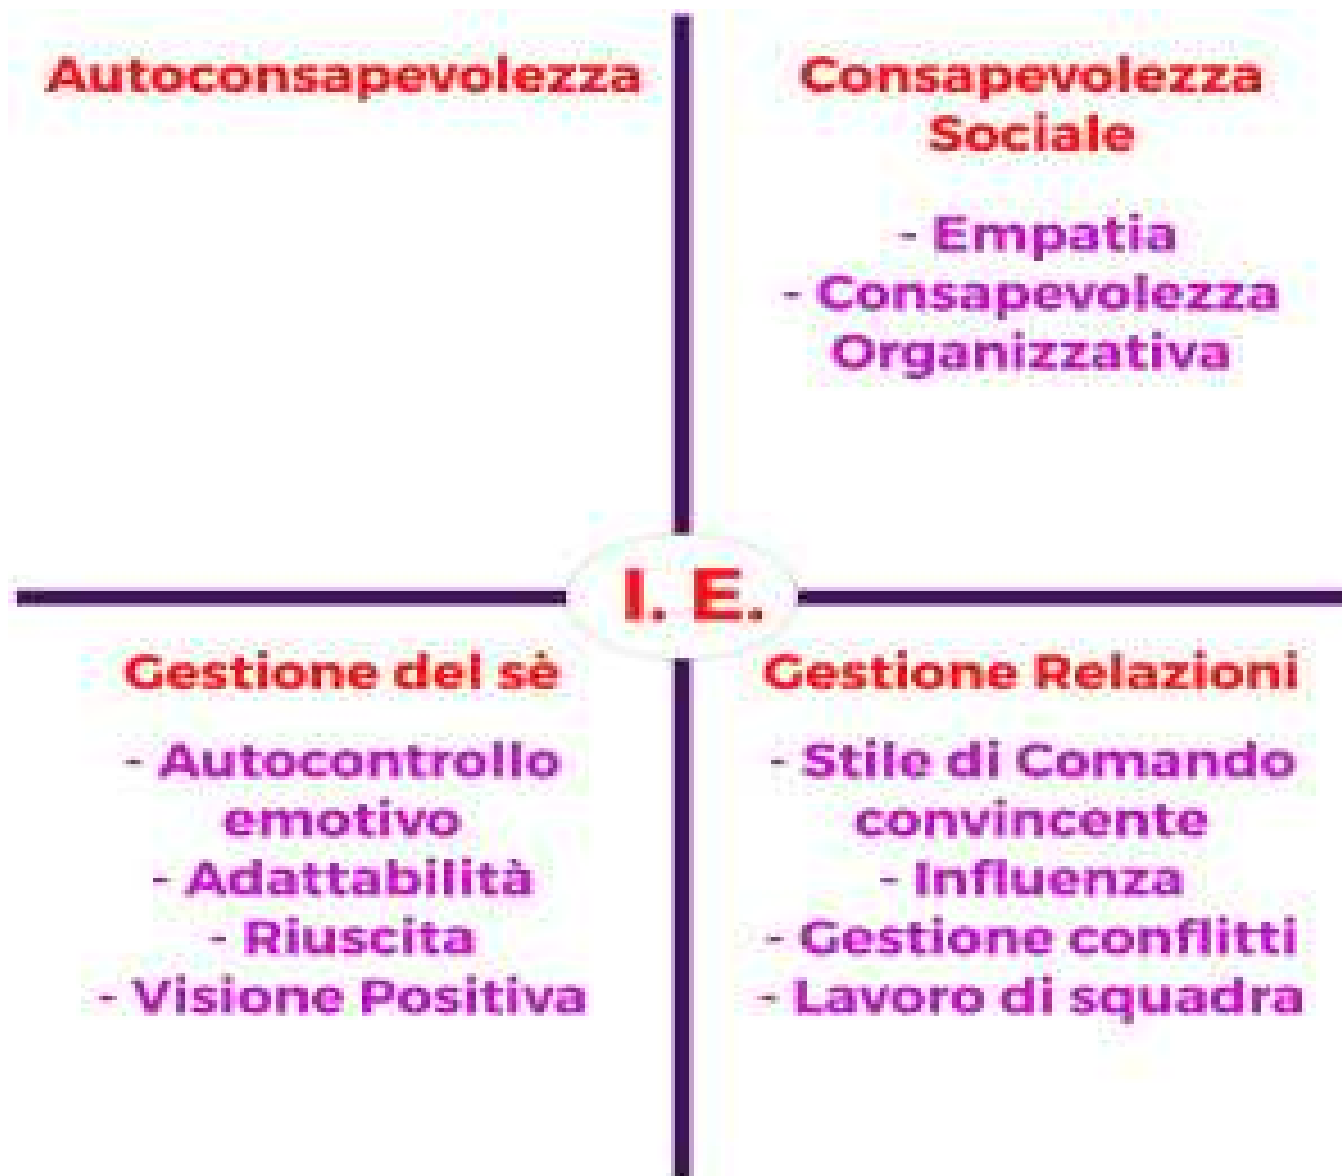 Autoconsapevolezza
Consapevolezza
Sociale
- Empatia
- Consapevolezza
Organizzativa
I. E.
Gestione del sè
- Autocontrollo
emotivo
- Adattabilità
- Riuscita
- Visione Positiva
Gestione Relazioni
- Stile di Comando
convincente
- Influenza
- Gestione conflitti
- Lavoro di squadra